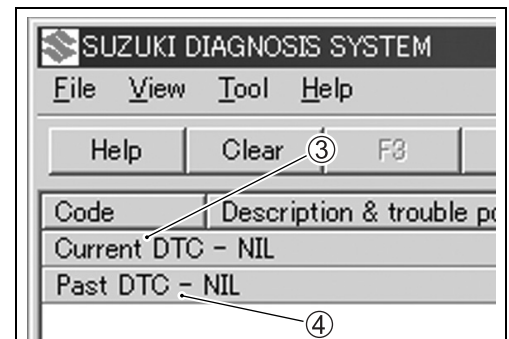 SUZUKI DIAGNOSIS SYSTEM
File View Tool Help
Help Clear F3
Code Description & trouble
Current DTC - NIL
Past DTC - NIL
③
④